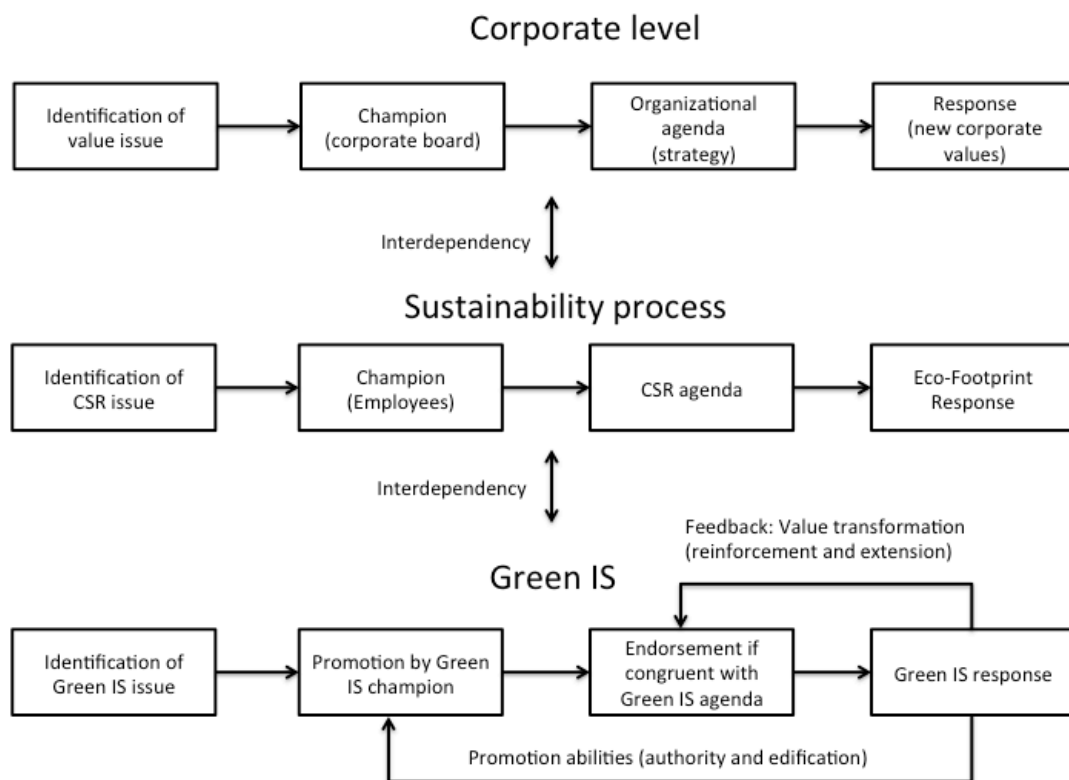 Corporate level
Identification of
value issue
Champion
(corporate board)
Organizational
agenda
(strategy)
Response
(new corporate
values)
Interdependency
Sustainability process
Identification of
CSR issue
Champion
(Employees)
CSR agenda
Eco-Footprint
Response
Interdependency
Feedback: Value transformation
(reinforcement and extension)
Green IS
Identification of
Green IS issue
Promotion by Green
IS champion
Endorsement if
congruent with
Green IS agenda
Green IS response
Promotion abilities (authority and edification)